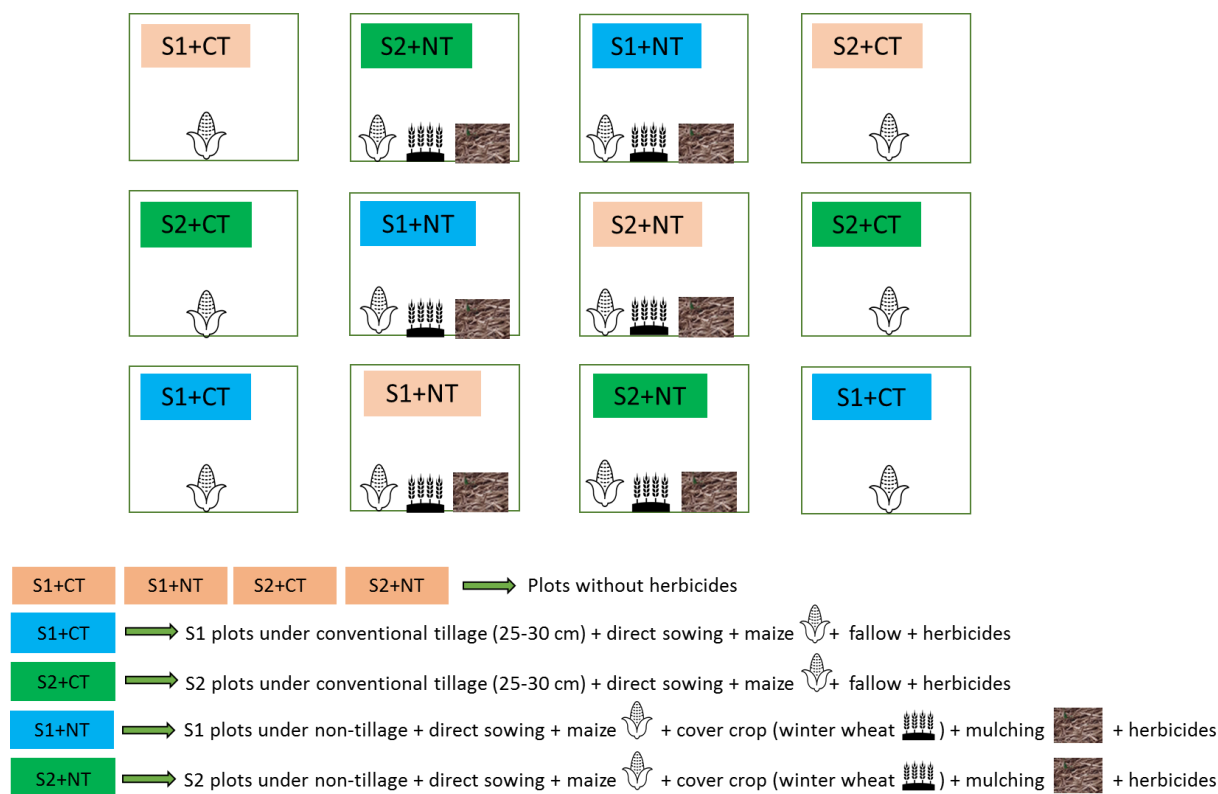 S1+CT S2+NT S1+NT S2+CT
S2+CT S1+NT S2+NT S2+CT
S1+CT S1+NT S2+NT S1+CT
S1+CT S1+NT S2+CT S2+NT Plots without herbicides
S1+CT S1 plots under conventional tillage (25-30 cm) + direct sowing + maize + fallow + herbicides
S2+CT S2 plots under conventional tillage (25-30 cm) + direct sowing + maize + fallow + herbicides
S1+NT S1 plots under non-tillage + direct sowing + maize + cover crop (winter wheat ) + mulching + herbicides
S2+NT S2 plots under non-tillage + direct sowing + maize + cover crop (winter wheat ) + mulching + herbicides